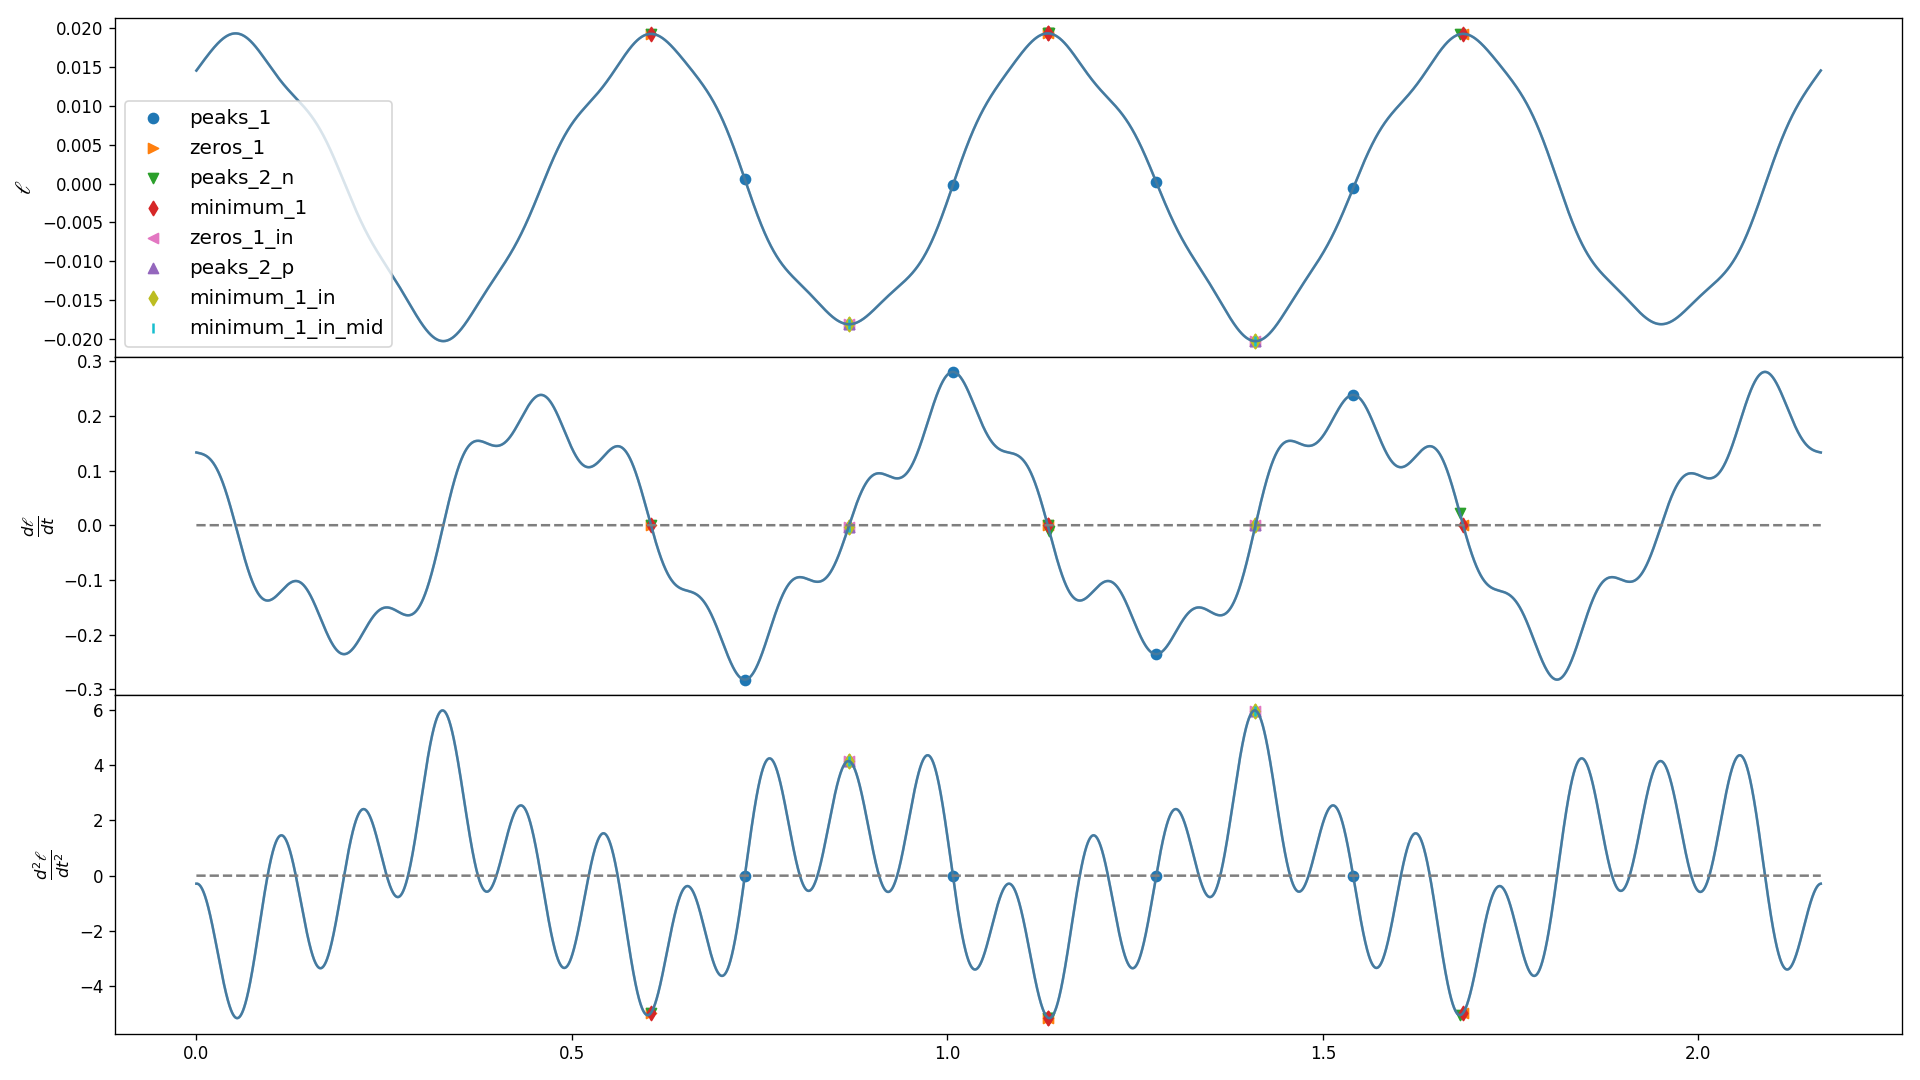 0.020
0.015
0.010
0.005
0.000
−0.005
−0.010
−0.015
−0.020
ℓ
peaks_1
zeros_1
peaks_2_n
minimum_1
zeros_1_in
peaks_2_p
minimum_1_in
minimum_1_in_mid
0.3
0.2
0.1
0.0
−0.1
−0.2
−0.3
dℓ
dt
6
4
2
0
−2
−4
d²ℓ
dt²
0.0 0.5 1.0 1.5 2.0